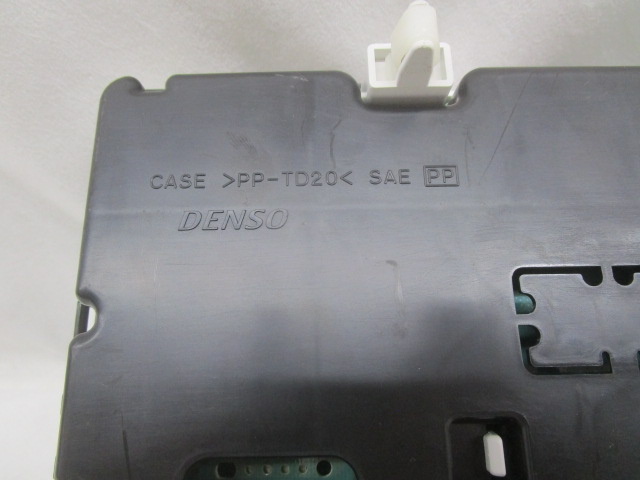 CASE >PP-TD20< SAE PP
DENSO